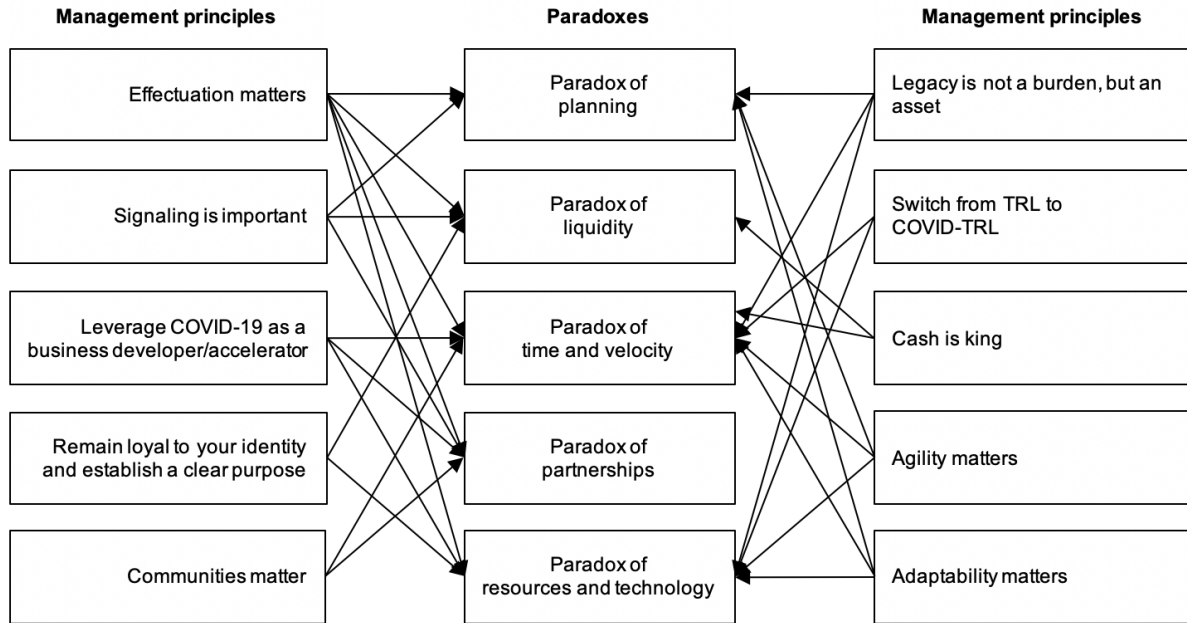 Management principles
Paradoxes
Management principles
Effectuation matters
Paradox of
planning
Legacy is not a burden, but an
asset
Signaling is important
Paradox of
liquidity
Switch from TRL to
COVID-TRL
Leverage COVID-19 as a
business developer/accelerator
Paradox of
time and velocity
Cash is king
Remain loyal to your identity
and establish a clear purpose
Paradox of
partnerships
Agility matters
Communities matter
Paradox of
resources and technology
Adaptability matters